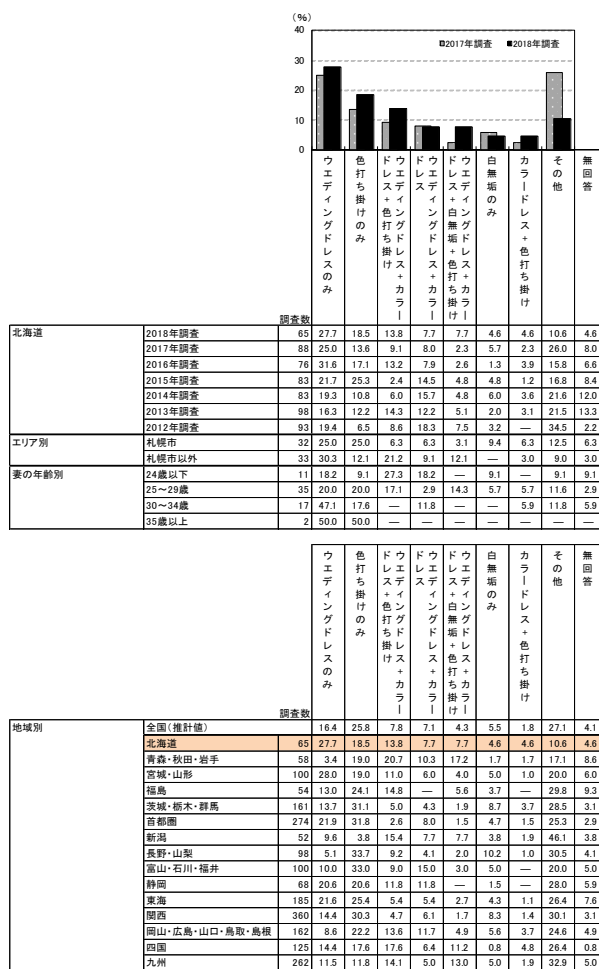 (%)
40
30
20
10
0
2017年調査 2018年調査
ウエディングドレスのみ
色打ち掛けのみ
ウエディングドレス+カラードレス+色打ち掛け
ウエディングドレス+カラードレス
ウエディングドレス+カラードレス+白無垢+色打ち掛け
白無垢のみ
カラードレス+色打ち掛け
その他
無回答
調査数
北海道 2018年調査 65 27.7 18.5 13.8 7.7 7.7 4.6 4.6 10.6 4.6
2017年調査 88 25.0 13.6 9.1 8.0 2.3 5.7 2.3 26.0 8.0
2016年調査 76 31.6 17.1 13.2 7.9 2.6 1.3 3.9 15.8 6.6
2015年調査 83 21.7 25.3 2.4 14.5 4.8 4.8 1.2 16.8 8.4
2014年調査 83 19.3 10.8 6.0 15.7 4.8 6.0 3.6 21.6 12.0
2013年調査 98 16.3 12.2 14.3 12.2 5.1 2.0 3.1 21.5 13.3
2012年調査 93 19.4 6.5 8.6 18.3 7.5 3.2 — 34.5 2.2
エリア別 札幌市 32 25.0 25.0 6.3 6.3 3.1 9.4 6.3 12.5 6.3
札幌市以外 33 30.3 12.1 21.2 9.1 12.1 — 3.0 9.0 3.0
妻の年齢別 24歳以下 11 18.2 9.1 27.3 18.2 — 9.1 — 9.1 9.1
25～29歳 35 20.0 20.0 17.1 2.9 14.3 5.7 5.7 11.6 2.9
30～34歳 17 47.1 17.6 — 11.8 — — 5.9 11.8 5.9
35歳以上 2 50.0 50.0 — — — — — — —
ウエディングドレスのみ
色打ち掛けのみ
ウエディングドレス+カラードレス+色打ち掛け
ウエディングドレス+カラードレス
ウエディングドレス+カラードレス+白無垢+色打ち掛け
白無垢のみ
カラードレス+色打ち掛け
その他
無回答
調査数
地域別 全国(推計値) 16.4 25.8 7.8 7.1 4.3 5.5 1.8 27.1 4.1
北海道 65 27.7 18.5 13.8 7.7 7.7 4.6 4.6 10.6 4.6
青森・秋田・岩手 58 3.4 19.0 20.7 10.3 17.2 1.7 1.7 17.1 8.6
宮城・山形 100 28.0 19.0 11.0 6.0 4.0 5.0 1.0 20.0 6.0
福島 54 13.0 24.1 14.8 — 5.6 3.7 — 29.8 9.3
茨城・栃木・群馬 161 13.7 31.1 5.0 4.3 1.9 8.7 3.7 28.5 3.1
首都圏 274 21.9 31.8 2.6 8.0 1.5 4.7 1.5 25.3 2.9
新潟 52 9.6 3.8 15.4 7.7 7.7 3.8 1.9 46.1 3.8
長野・山梨 98 5.1 33.7 9.2 4.1 2.0 10.2 1.0 30.5 4.1
富山・石川・福井 100 10.0 33.0 9.0 15.0 3.0 5.0 — 20.0 5.0
静岡 68 20.6 20.6 11.8 11.8 — 1.5 — 28.0 5.9
東海 185 21.6 25.4 5.4 5.4 2.7 4.3 1.1 26.4 7.6
関西 360 14.4 30.3 4.7 6.1 1.7 8.3 1.4 30.1 3.1
岡山・広島・山口・鳥取・島根 162 8.6 22.2 13.6 11.7 4.9 5.6 3.7 24.6 4.9
四国 125 14.4 17.6 17.6 6.4 11.2 0.8 4.8 26.4 0.8
九州 262 11.5 11.8 14.1 5.0 13.0 5.0 1.9 32.9 5.0